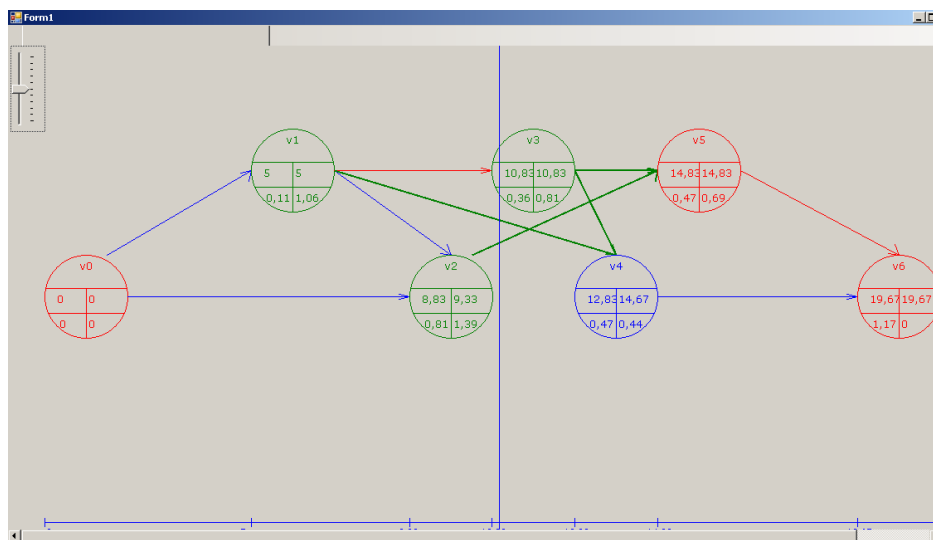 Form1
v1
5 5
0,11 1,06
v3
10,83 10,83
0,36 0,81
v5
14,83 14,83
0,47 0,69
v0
0 0
0 0
v2
8,83 9,33
0,81 1,39
v4
12,83 14,67
0,47 0,44
v6
19,67 19,67
1,17 0